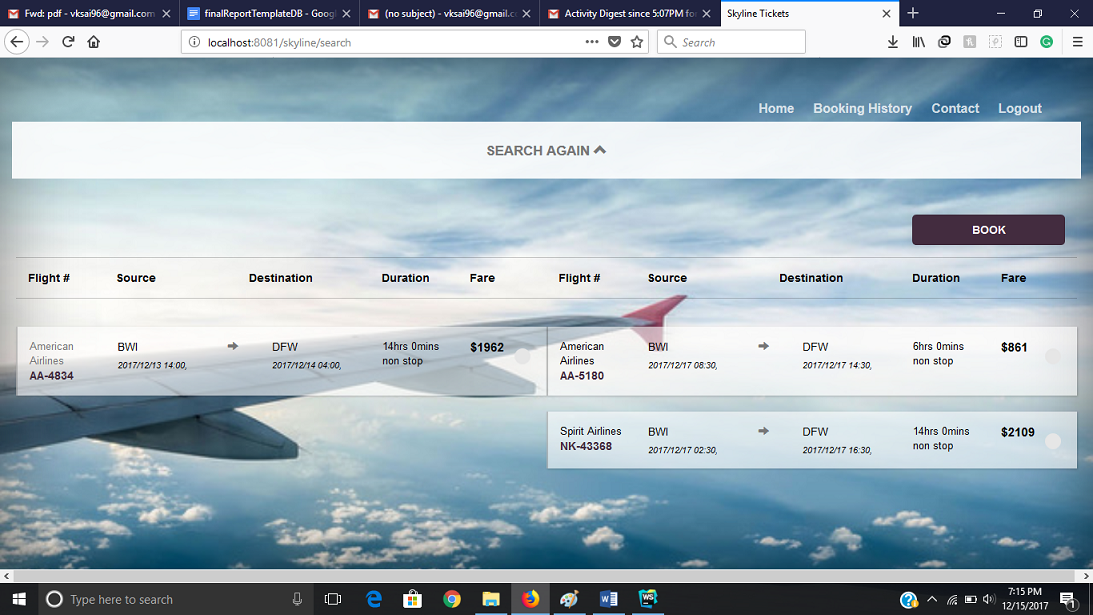 Fwd: pdf - vksai96@gmail.com
finalReportTemplateDB - Googl
(no subject) - vksai96@gmail.c
Activity Digest since 5:07PM fo
Skyline Tickets
localhost:8081/skyline/search
Search
Home Booking History Contact Logout
SEARCH AGAIN
BOOK
Flight # Source Destination Duration Fare Flight # Source Destination Duration Fare
American Airlines AA-4834
BWI
2017/12/13 14:00,
DFW
2017/12/14 04:00,
14hrs 0mins
non stop
$1962
American
Airlines
AA-5180
BWI
2017/12/17 08:30,
DFW
2017/12/17 14:30,
6hrs 0mins
non stop
$861
Spirit Airlines
NK-43368
BWI
2017/12/17 02:30,
DFW
2017/12/17 16:30,
14hrs 0mins
non stop
$2109
Type here to search
7:15 PM
12/15/2017